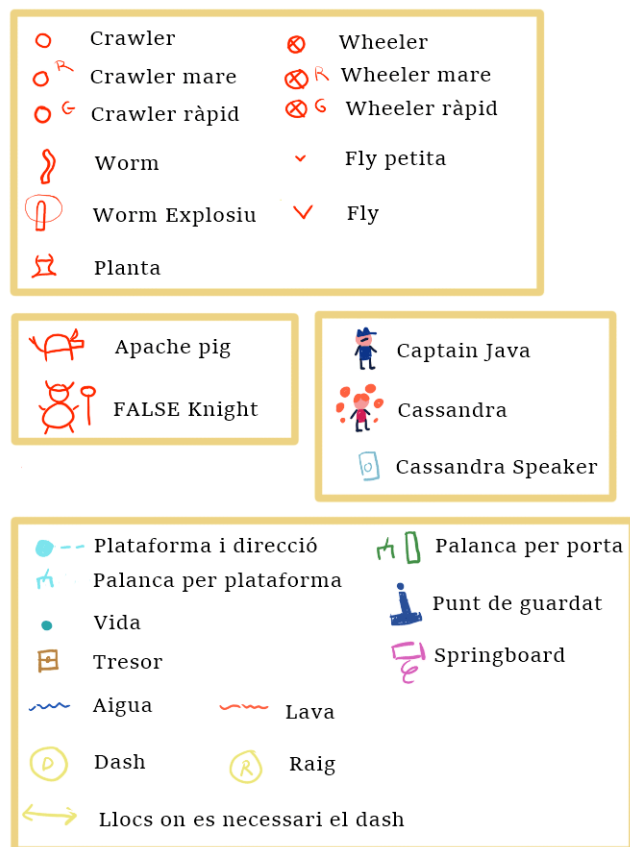 Crawler
Wheeler
R Crawler mare
R Wheeler mare
G Crawler ràpid
G Wheeler ràpid
Worm
Fly petita
Worm Explosiu
Fly
Planta
Apache pig
FALSE Knight
Captain Java
Cassandra
Cassandra Speaker
Plataforma i direcció
Palanca per porta
Palanca per plataforma
Punt de guardat
Vida
Tresor
Springboard
Aigua
Lava
D Dash
R Raig
Llocs on es necessari el dash